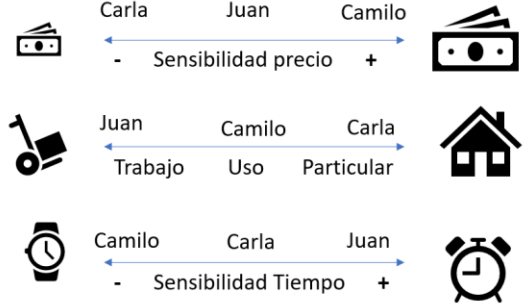 Carla Juan Camilo
- Sensibilidad precio +
Juan Camilo Carla
Trabajo Uso Particular
Camilo Carla Juan
- Sensibilidad Tiempo +